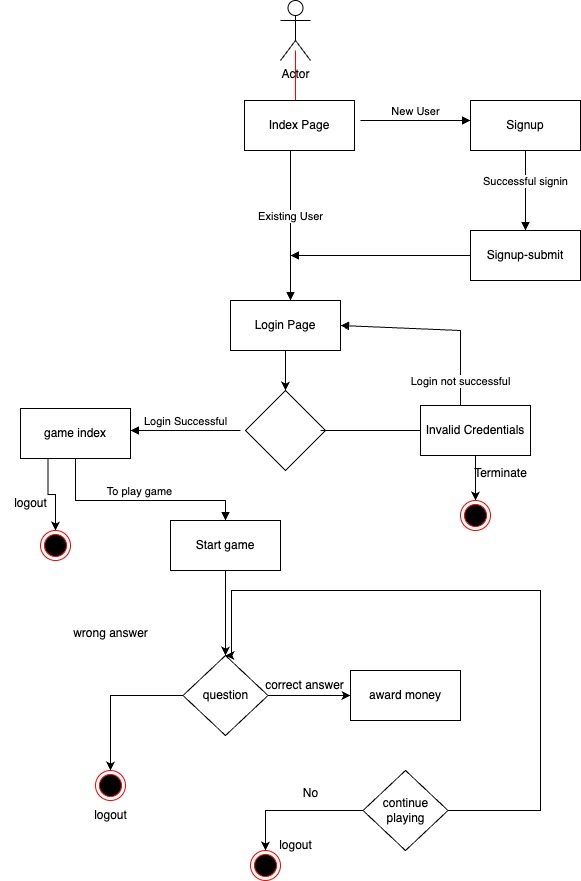 Actor
Index Page
New User
Signup
Successful signin
Existing User
Signup-submit
Login Page
Login not successful
Login Successful
game index
Invalid Credentials
Terminate
To play game
logout
Start game
wrong answer
question
correct answer
award money
No
continue
playing
logout
logout